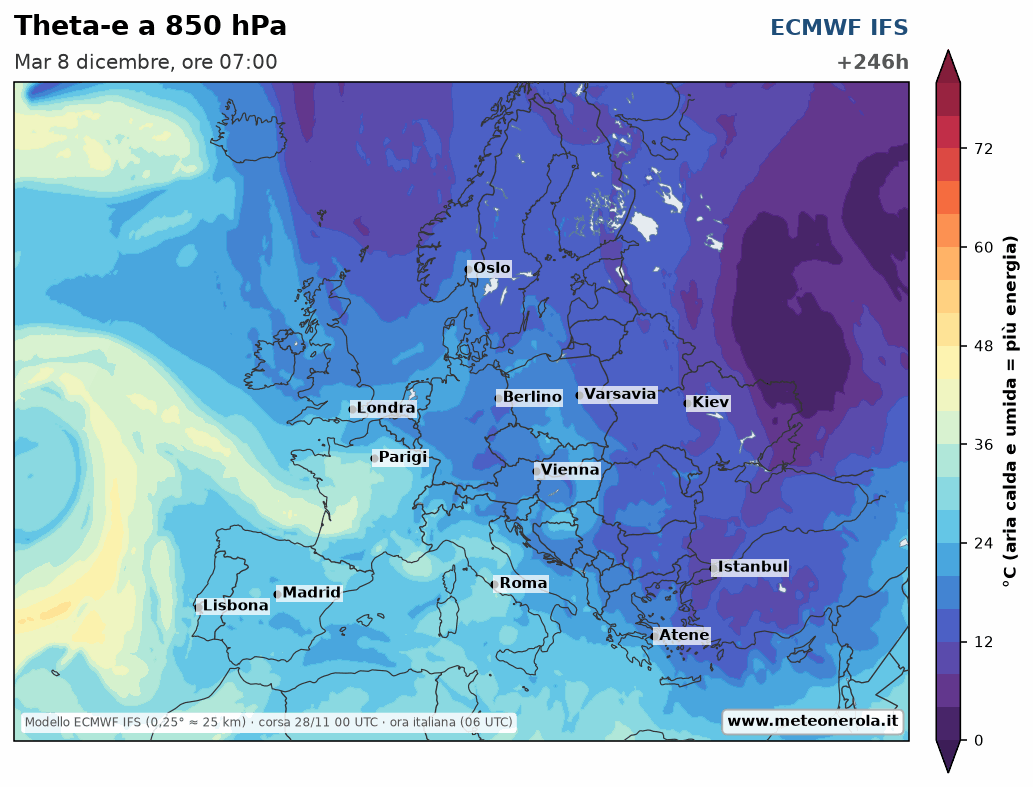 Theta-e a 850 hPa
ECMWF IFS
Mar 8 dicembre, ore 07:00
+246h
Oslo
Londra
Berlino
Varsavia
Kiev
Parigi
Vienna
Istanbul
Roma
Madrid
Lisbona
Atene
Modello ECMWF IFS (0,25° ≈ 25 km) · corsa 28/11 00 UTC · ora italiana (06 UTC)
www.meteonerola.it
72
60
48
36
24
12
0
°C (aria calda e umida = più energia)